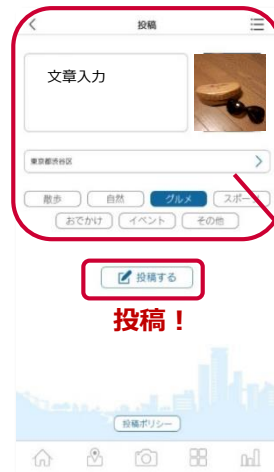 投稿
文章入力
東京都渋谷区
散歩 自然 グルメ スポーツ
おでかけ イベント その他
投稿する
投稿！
投稿ポリシー